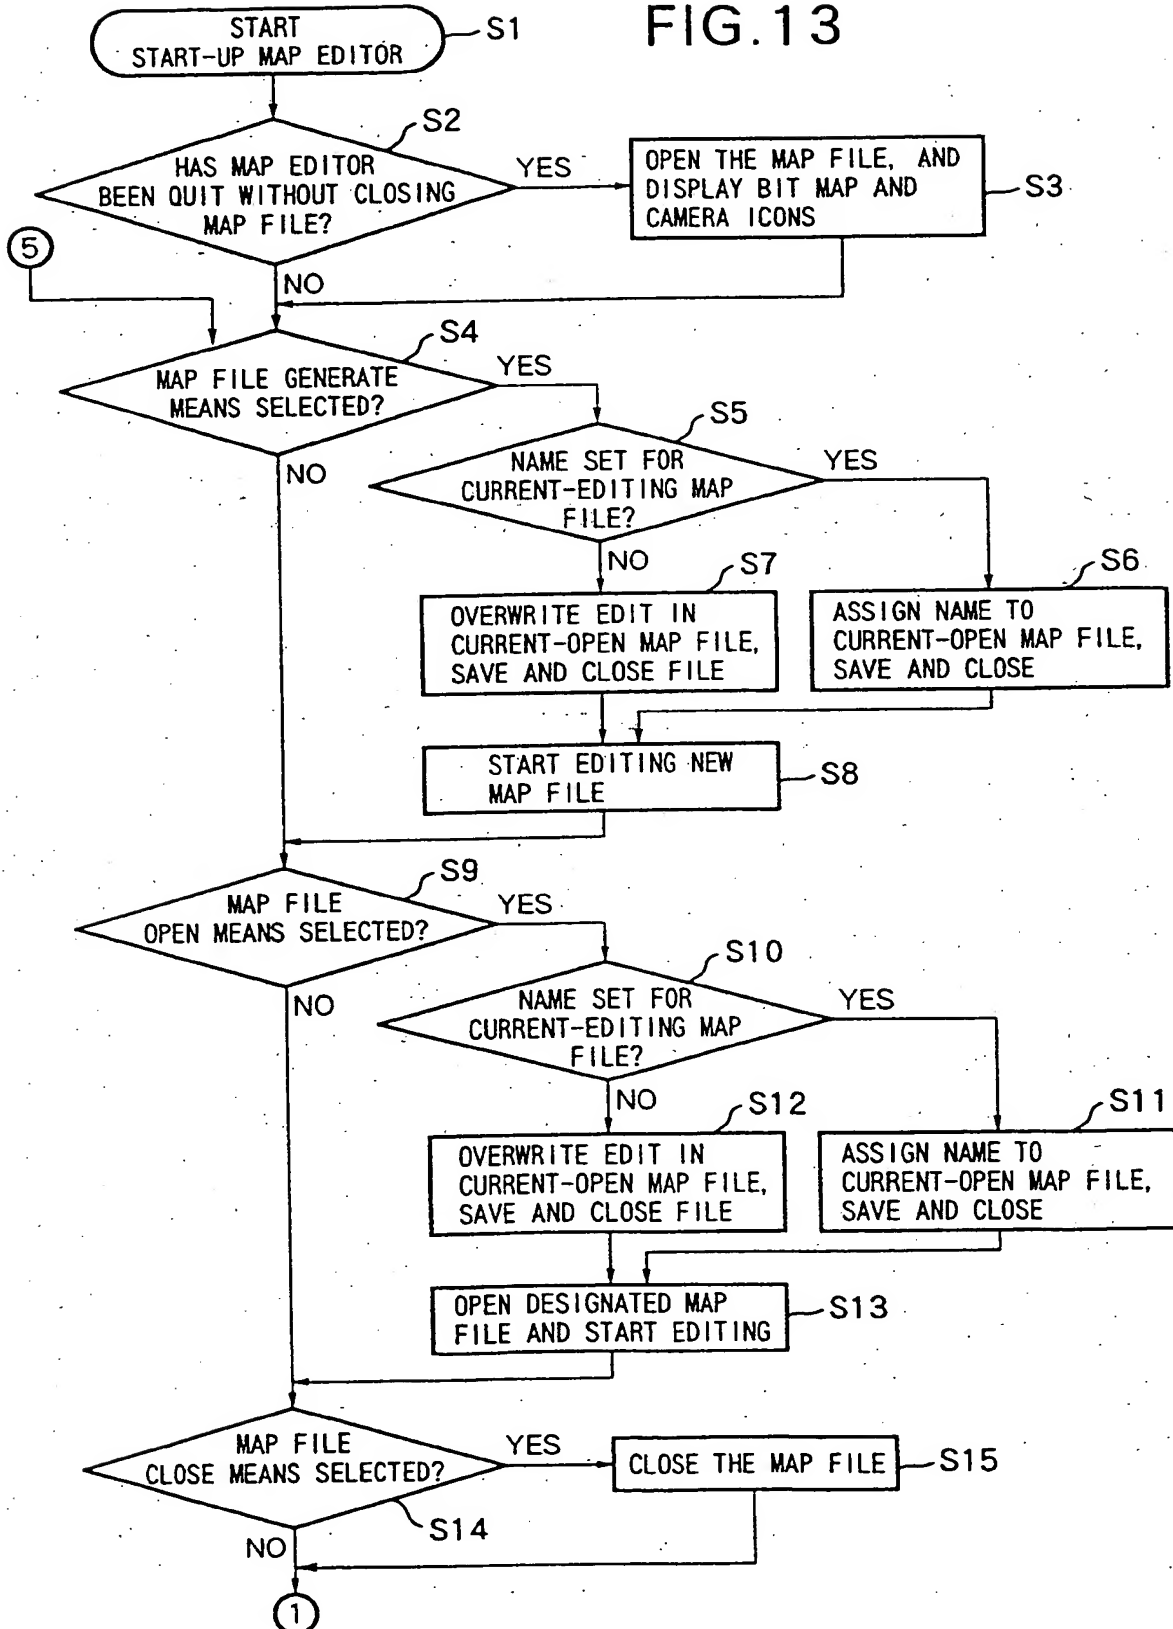 FIG.13
START
START-UP MAP EDITOR
S1
S2
HAS MAP EDITOR
BEEN QUIT WITHOUT CLOSING
MAP FILE?
YES
OPEN THE MAP FILE, AND
DISPLAY BIT MAP AND
CAMERA ICONS
S3
5
NO
S4
MAP FILE GENERATE
MEANS SELECTED?
YES
NO
S5
NAME SET FOR
CURRENT-EDITING MAP
FILE?
YES
NO
S7
OVERWRITE EDIT IN
CURRENT-OPEN MAP FILE,
SAVE AND CLOSE FILE
S6
ASSIGN NAME TO
CURRENT-OPEN MAP FILE,
SAVE AND CLOSE
START EDITING NEW
MAP FILE
S8
S9
MAP FILE
OPEN MEANS SELECTED?
YES
NO
S10
NAME SET FOR
CURRENT-EDITING MAP
FILE?
YES
NO
S12
OVERWRITE EDIT IN
CURRENT-OPEN MAP FILE,
SAVE AND CLOSE FILE
S11
ASSIGN NAME TO
CURRENT-OPEN MAP FILE,
SAVE AND CLOSE
OPEN DESIGNATED MAP
FILE AND START EDITING
S13
MAP FILE
CLOSE MEANS SELECTED?
YES
CLOSE THE MAP FILE
S15
S14
NO
1